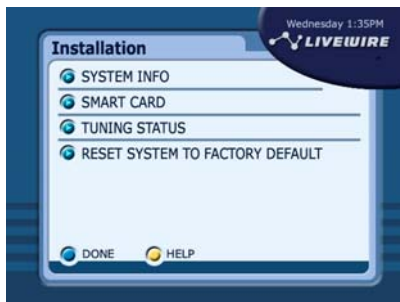 Wednesday 1:35PM
LIVEWIRE
Installation
SYSTEM INFO
SMART CARD
TUNING STATUS
RESET SYSTEM TO FACTORY DEFAULT
DONE HELP